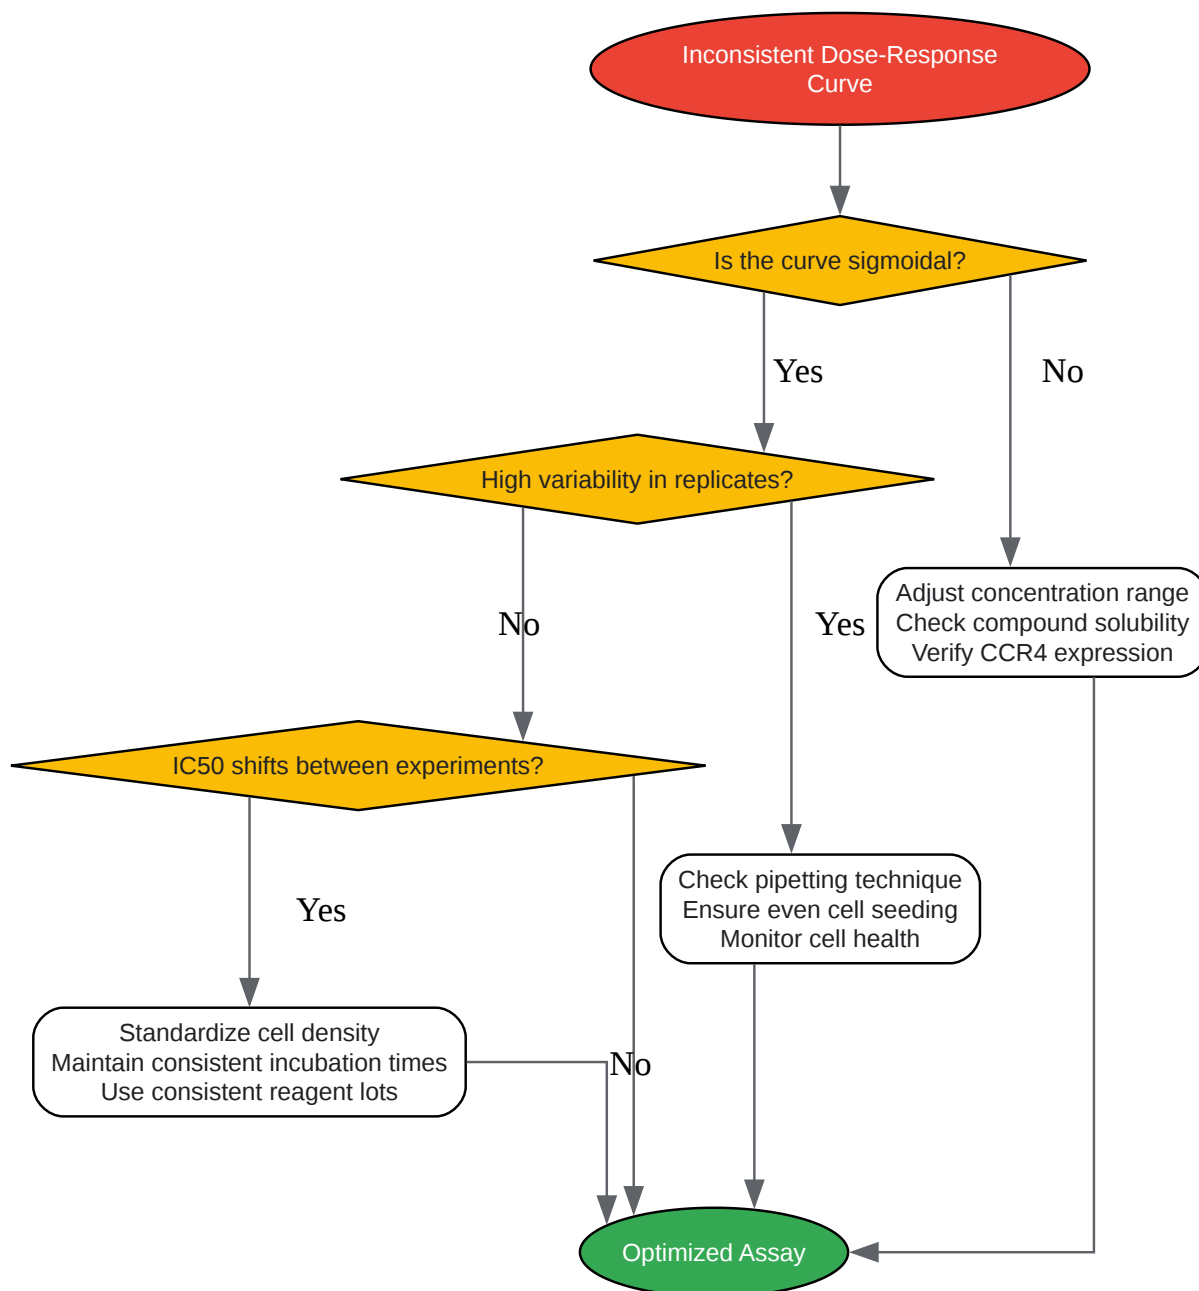 Inconsistent Dose-Response
Curve
Is the curve sigmoidal?
Yes
No
High variability in replicates?
Adjust concentration range
Check compound solubility
Verify CCR4 expression
No
Yes
IC50 shifts between experiments?
Check pipetting technique
Ensure even cell seeding
Monitor cell health
Yes
Standardize cell density
Maintain consistent incubation times
Use consistent reagent lots
No
Optimized Assay